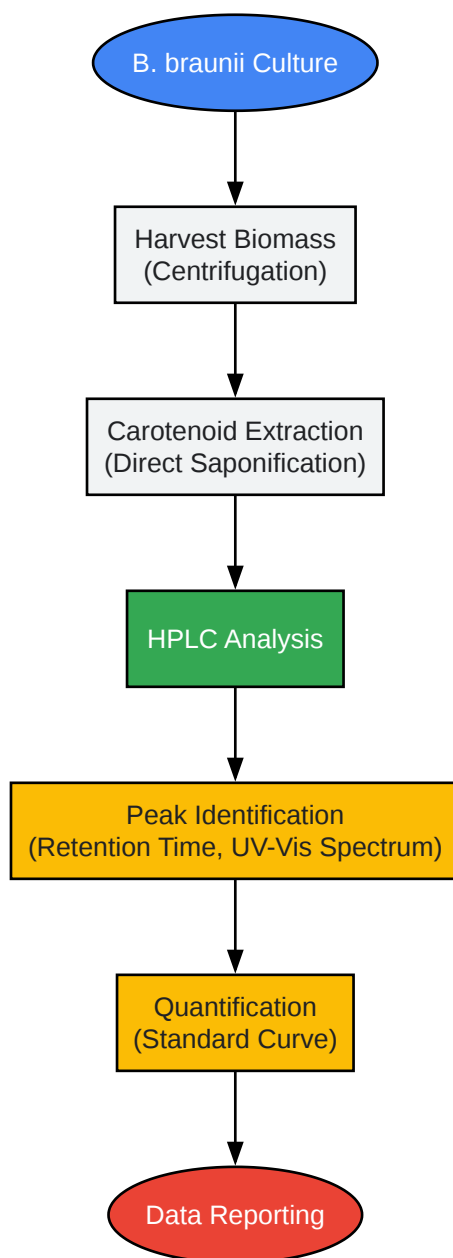 B. braunii Culture
Harvest Biomass
(Centrifugation)
Carotenoid Extraction
(Direct Saponification)
HPLC Analysis
Peak Identification
(Retention Time, UV-Vis Spectrum)
Quantification
(Standard Curve)
Data Reporting